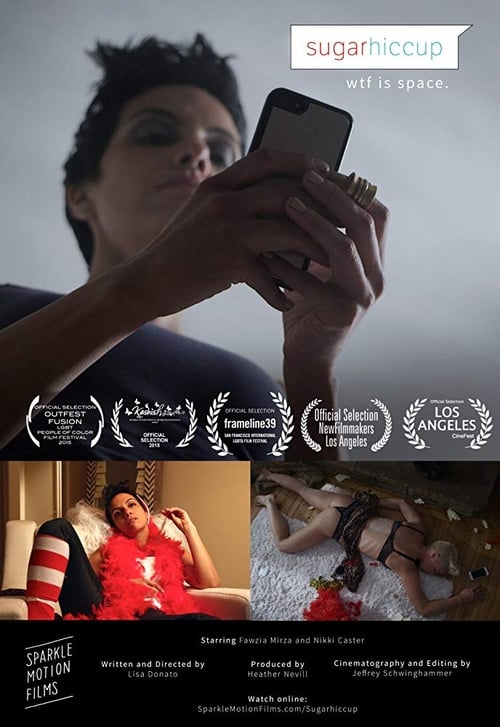 sugarhiccup
wtf is space.
OFFICIAL SELECTION
OUTFEST
FUSION
LGBT
PEOPLE OF COLOR
FILM FESTIVAL
2015
Kashish
OFFICIAL
SELECTION
2015
OFFICIAL SELECTION
frameline39
SAN FRANCISCO INTERNATIONAL
LGBTQ FILM FESTIVAL
Official Selection
NewFilmmakers
Los Angeles
Official Selection
LOS
ANGELES
CineFest
SPARKLE
MOTION
FILMS
Starring Fawzia Mirza and Nikki Caster
Written and Directed by
Lisa Donato
Produced by
Heather Nevill
Cinematography and Editing by
Jeffrey Schwinghammer
Watch online:
SparkleMotionFilms.com/Sugarhiccup